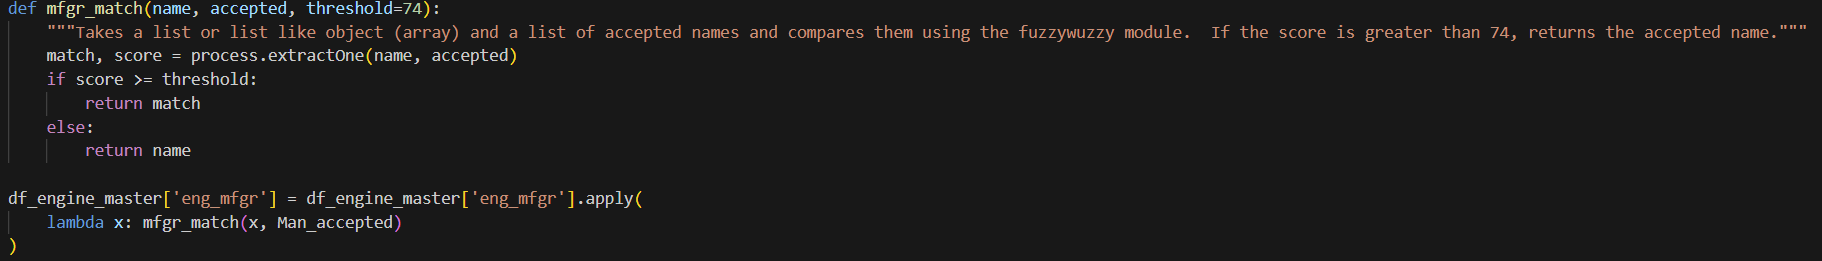 def mfgr_match(name, accepted, threshold=74):
    """Takes a list or list like object (array) and a list of accepted names and compares them using the fuzzywuzzy module.  If the score is greater than 74, returns the accepted name."""
    match, score = process.extractOne(name, accepted)
    if score >= threshold:
        return match
    else:
        return name

df_engine_master['eng_mfgr'] = df_engine_master['eng_mfgr'].apply(
    lambda x: mfgr_match(x, Man_accepted)
)